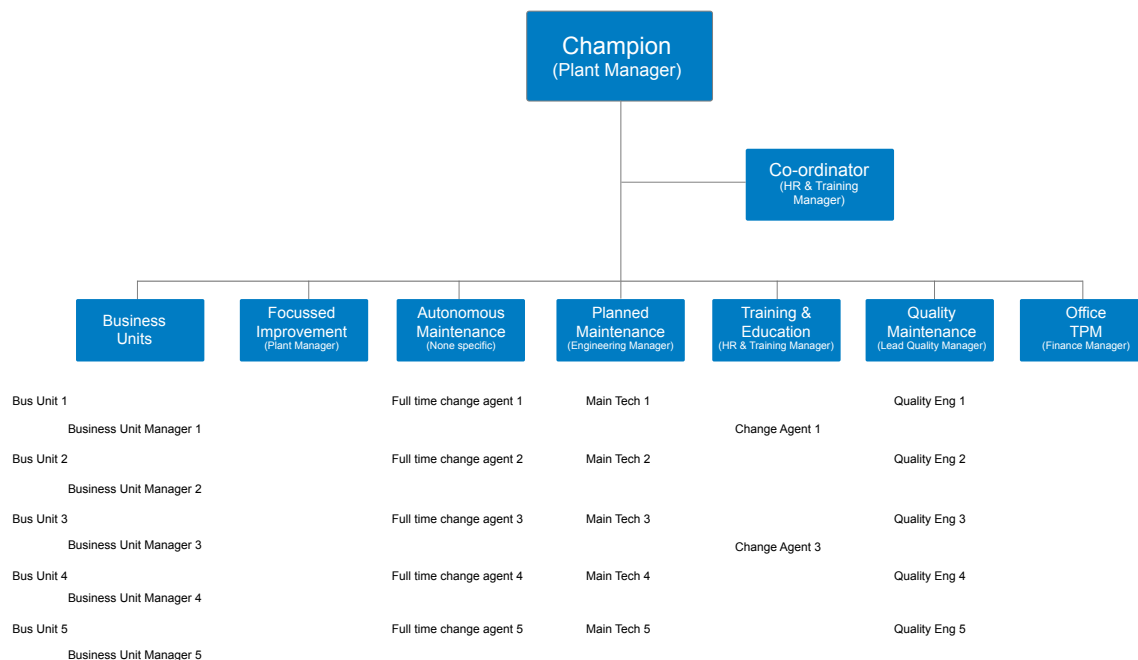 Champion
(Plant Manager)
Co-ordinator
(HR & Training
Manager)
Business
Units
Focussed
Improvement
(Plant Manager)
Autonomous
Maintenance
(None specific)
Planned
Maintenance
(Engineering Manager)
Training &
Education
(HR & Training Manager)
Quality
Maintenance
(Lead Quality Manager)
Office
TPM
(Finance Manager)
Bus Unit 1
Full time change agent 1
Main Tech 1
Quality Eng 1
Business Unit Manager 1
Change Agent 1
Bus Unit 2
Full time change agent 2
Main Tech 2
Quality Eng 2
Business Unit Manager 2
Bus Unit 3
Full time change agent 3
Main Tech 3
Quality Eng 3
Business Unit Manager 3
Change Agent 3
Bus Unit 4
Full time change agent 4
Main Tech 4
Quality Eng 4
Business Unit Manager 4
Bus Unit 5
Full time change agent 5
Main Tech 5
Quality Eng 5
Business Unit Manager 5